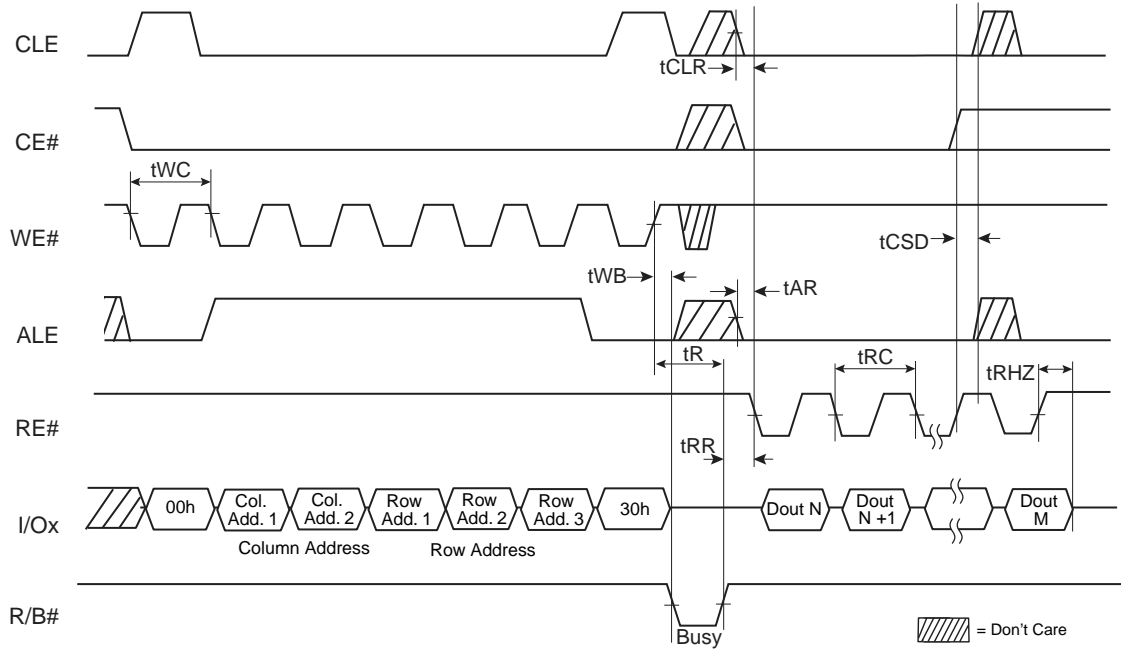 CLE
tCLR
CE#
tWC
WE#
tCSD
tWB
tAR
ALE
tR
tRC
tRHZ
RE#
tRR
I/Ox
00h
Col.
Add. 1
Col.
Add. 2
Row
Add. 1
Row
Add. 2
Row
Add. 3
30h
Dout N
Dout
N +1
Dout
M
Column Address
Row Address
R/B#
Busy
= Don't Care